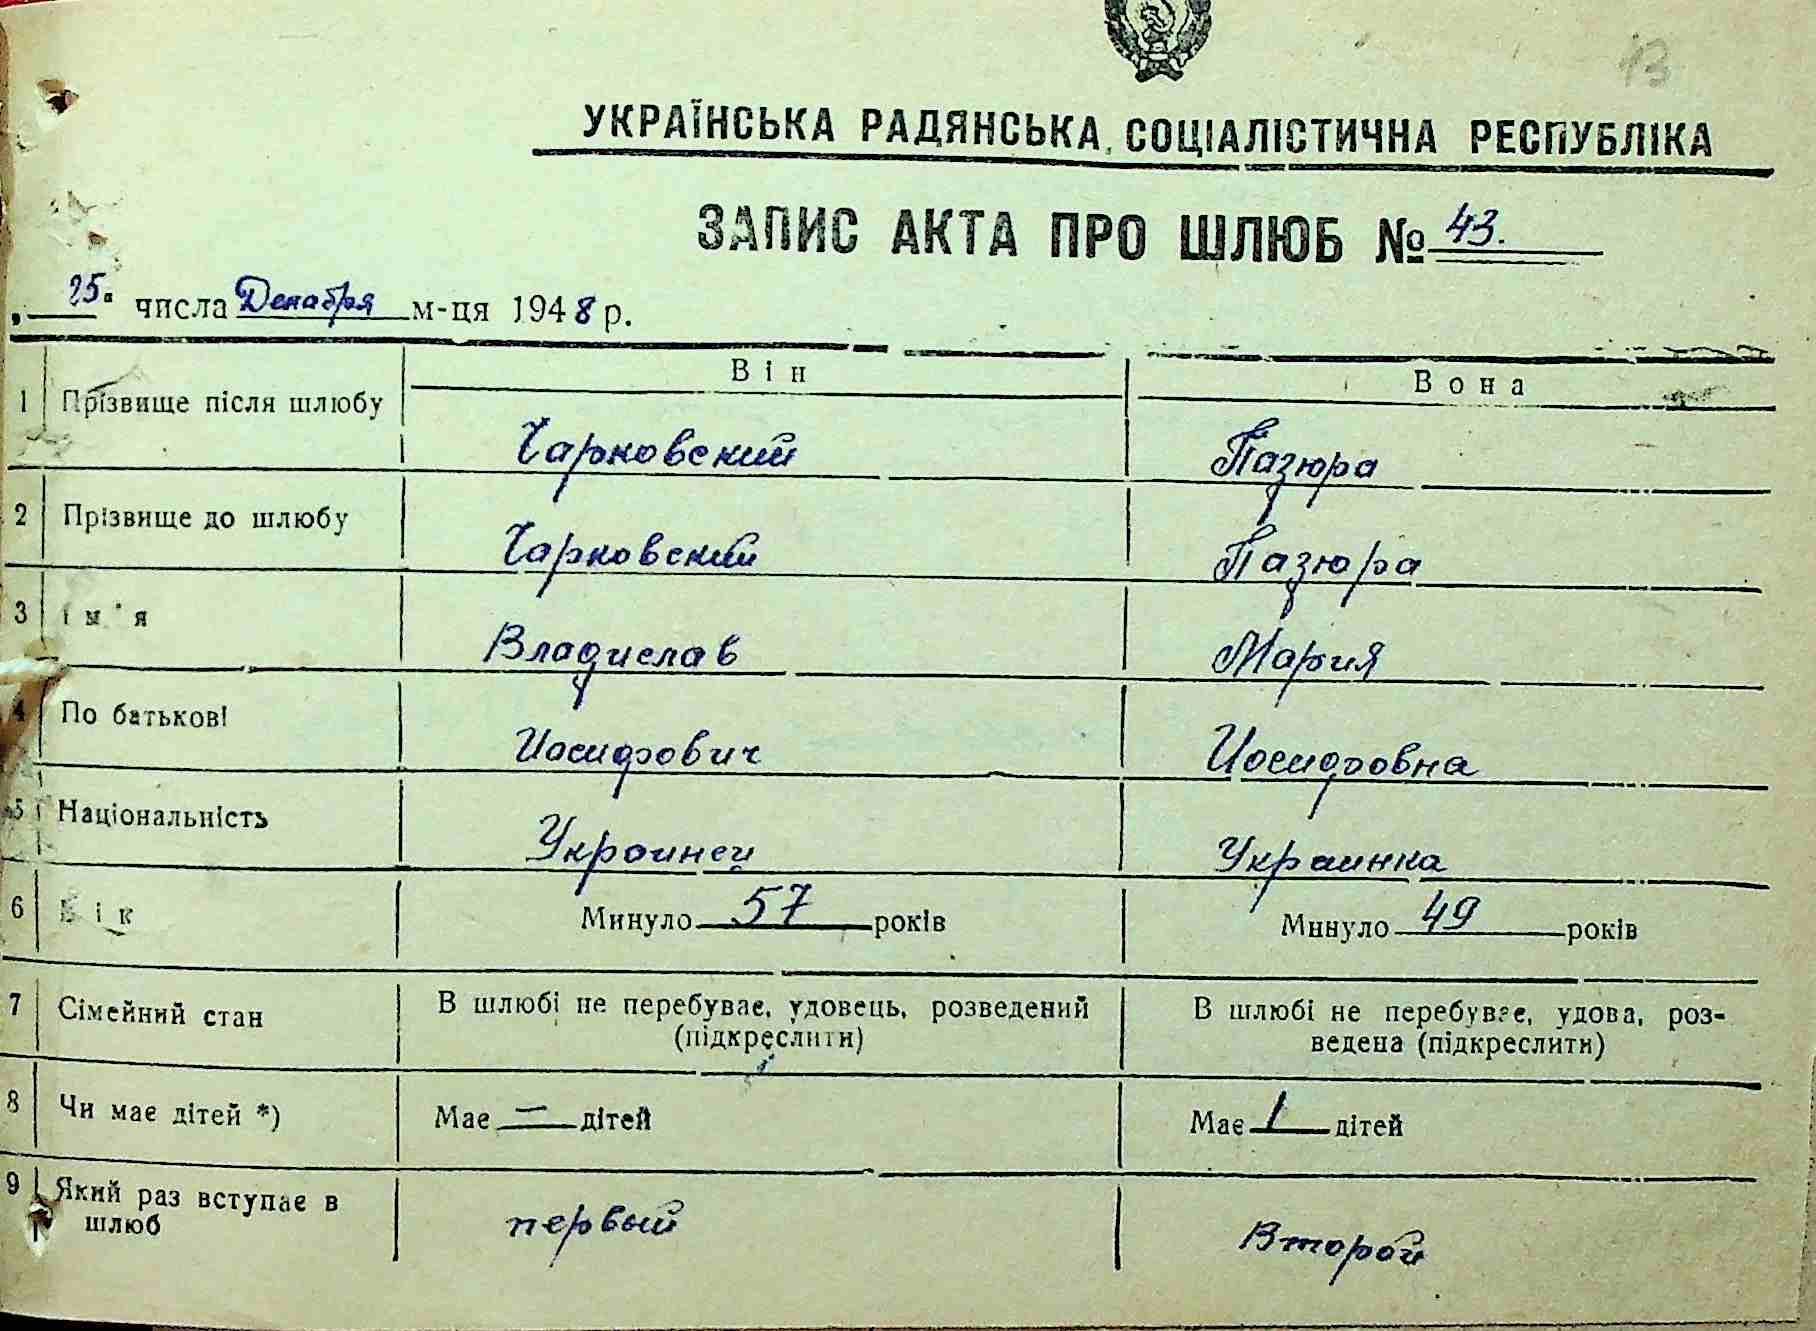 13
УКРАЇНСЬКА РАДЯНСЬКА СОЦІАЛІСТИЧНА РЕСПУБЛІКА
ЗАПИС АКТА ПРО ШЛЮБ № 43.
„25" числа Декабря м-ця 1948 р.
Він Вона
1 Прізвище після шлюбу Чарковский Пазюра
2 Прізвище до шлюбу Чарковский Пазюра
3 Ім'я Владислав Мария
4 По батькові Иосифович Иосифовна
5 Національність Украинец Украинка
6 Вік Минуло 57 років Минуло 49 років
7 Сімейний стан В шлюбі не перебуває, удовець, розведений В шлюбі не перебуває, удова, роз-
(підкреслити) ведена (підкреслити)
8 Чи має дітей *) Має — дітей Має 1 дітей
9 Який раз вступає в
шлюб первый Второй